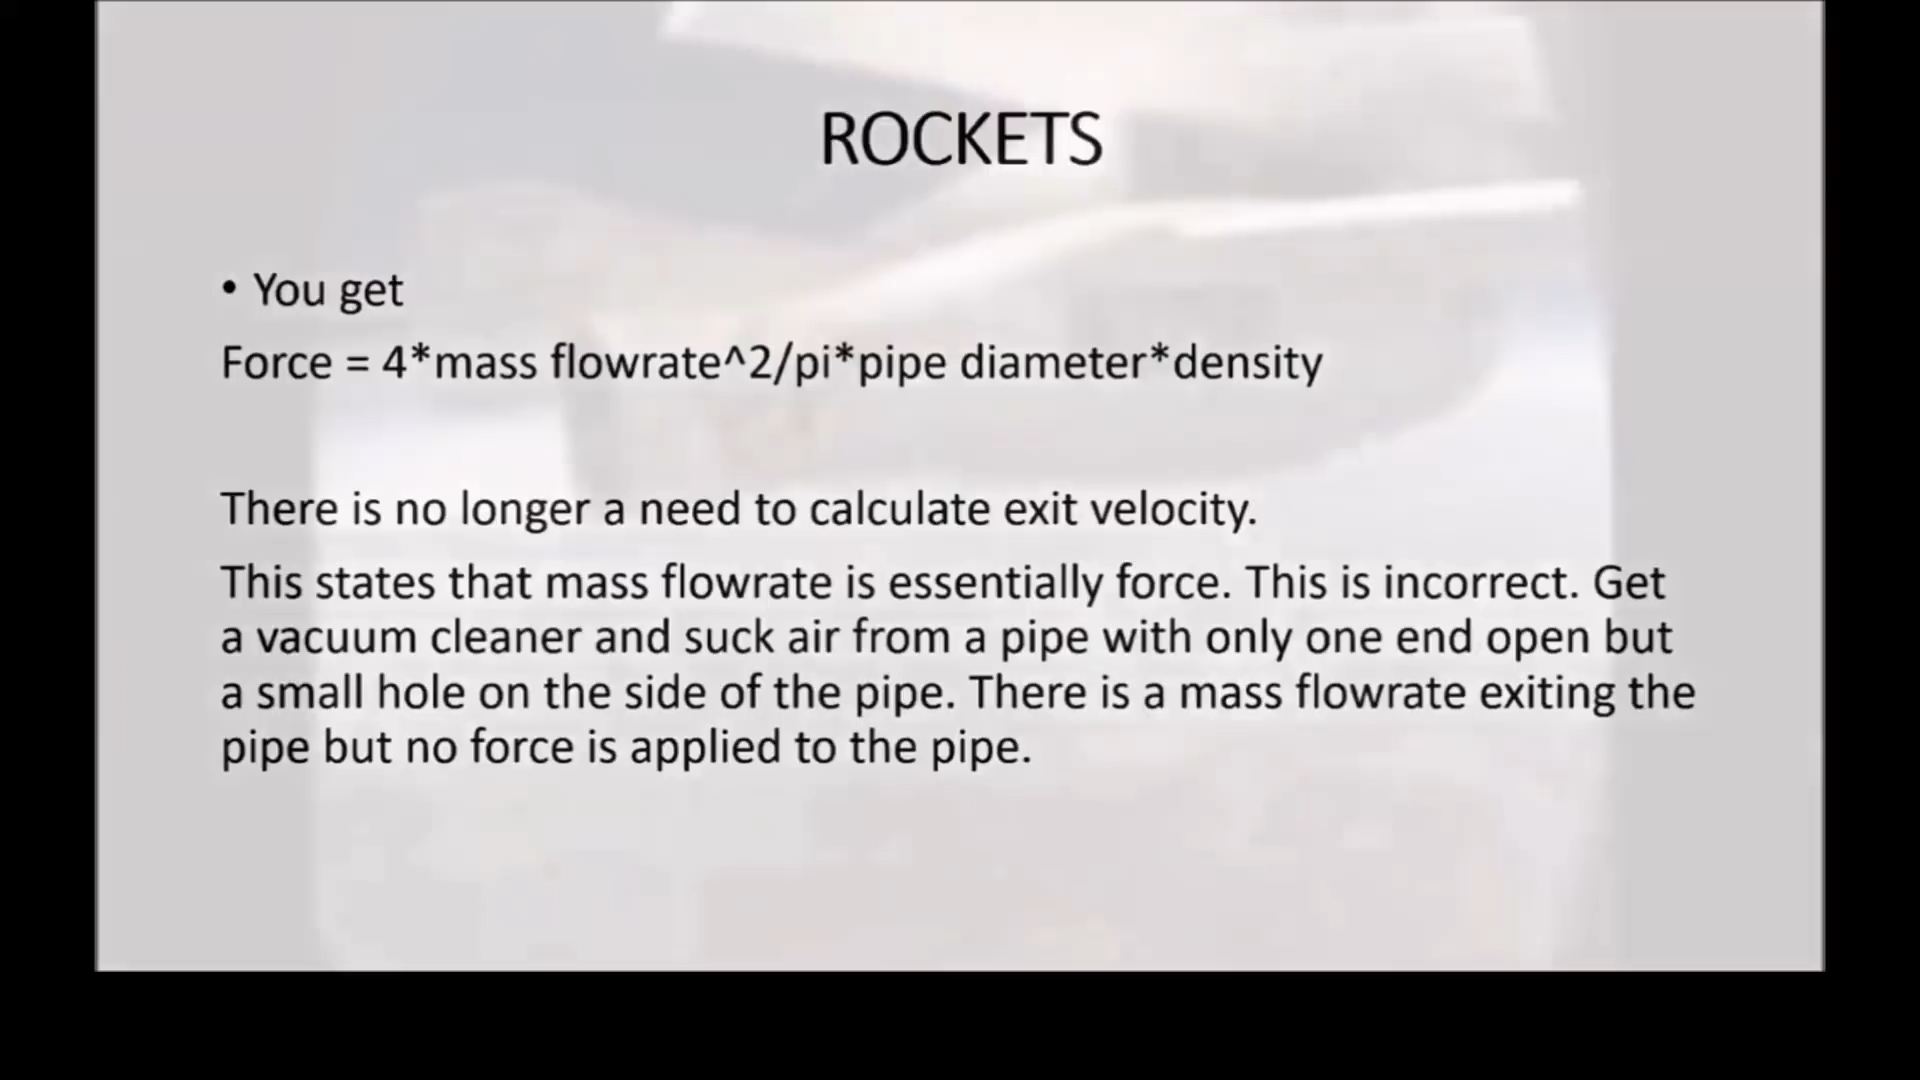 ROCKETS
• You get
Force = 4*mass flowrate^2/pi*pipe diameter*density
There is no longer a need to calculate exit velocity.
This states that mass flowrate is essentially force. This is incorrect. Get
a vacuum cleaner and suck air from a pipe with only one end open but
a small hole on the side of the pipe. There is a mass flowrate exiting the
pipe but no force is applied to the pipe.